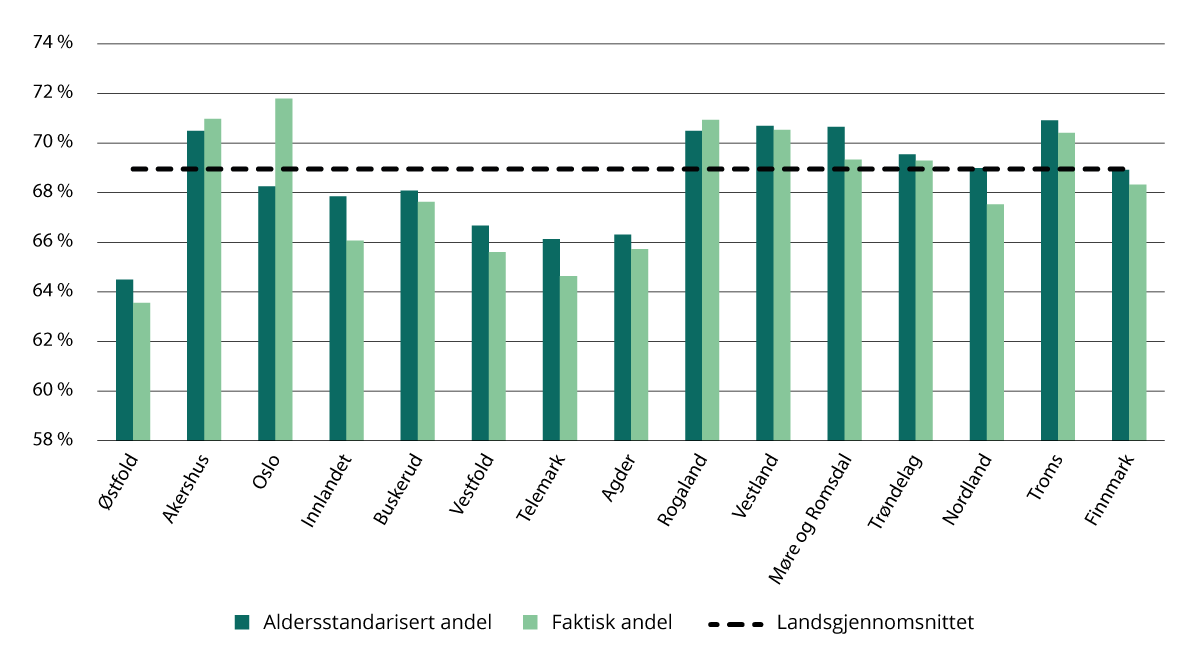 74 %
72 %
70 %
68 %
66 %
64 %
62 %
60 %
58 %
Østfold
Akershus
Oslo
Innlandet
Buskerud
Vestfold
Telemark
Agder
Rogaland
Vestland
Møre og Romsdal
Trøndelag
Nordland
Troms
Finnmark
Aldersstandarisert andel
Faktisk andel
Landsgjennomsnittet